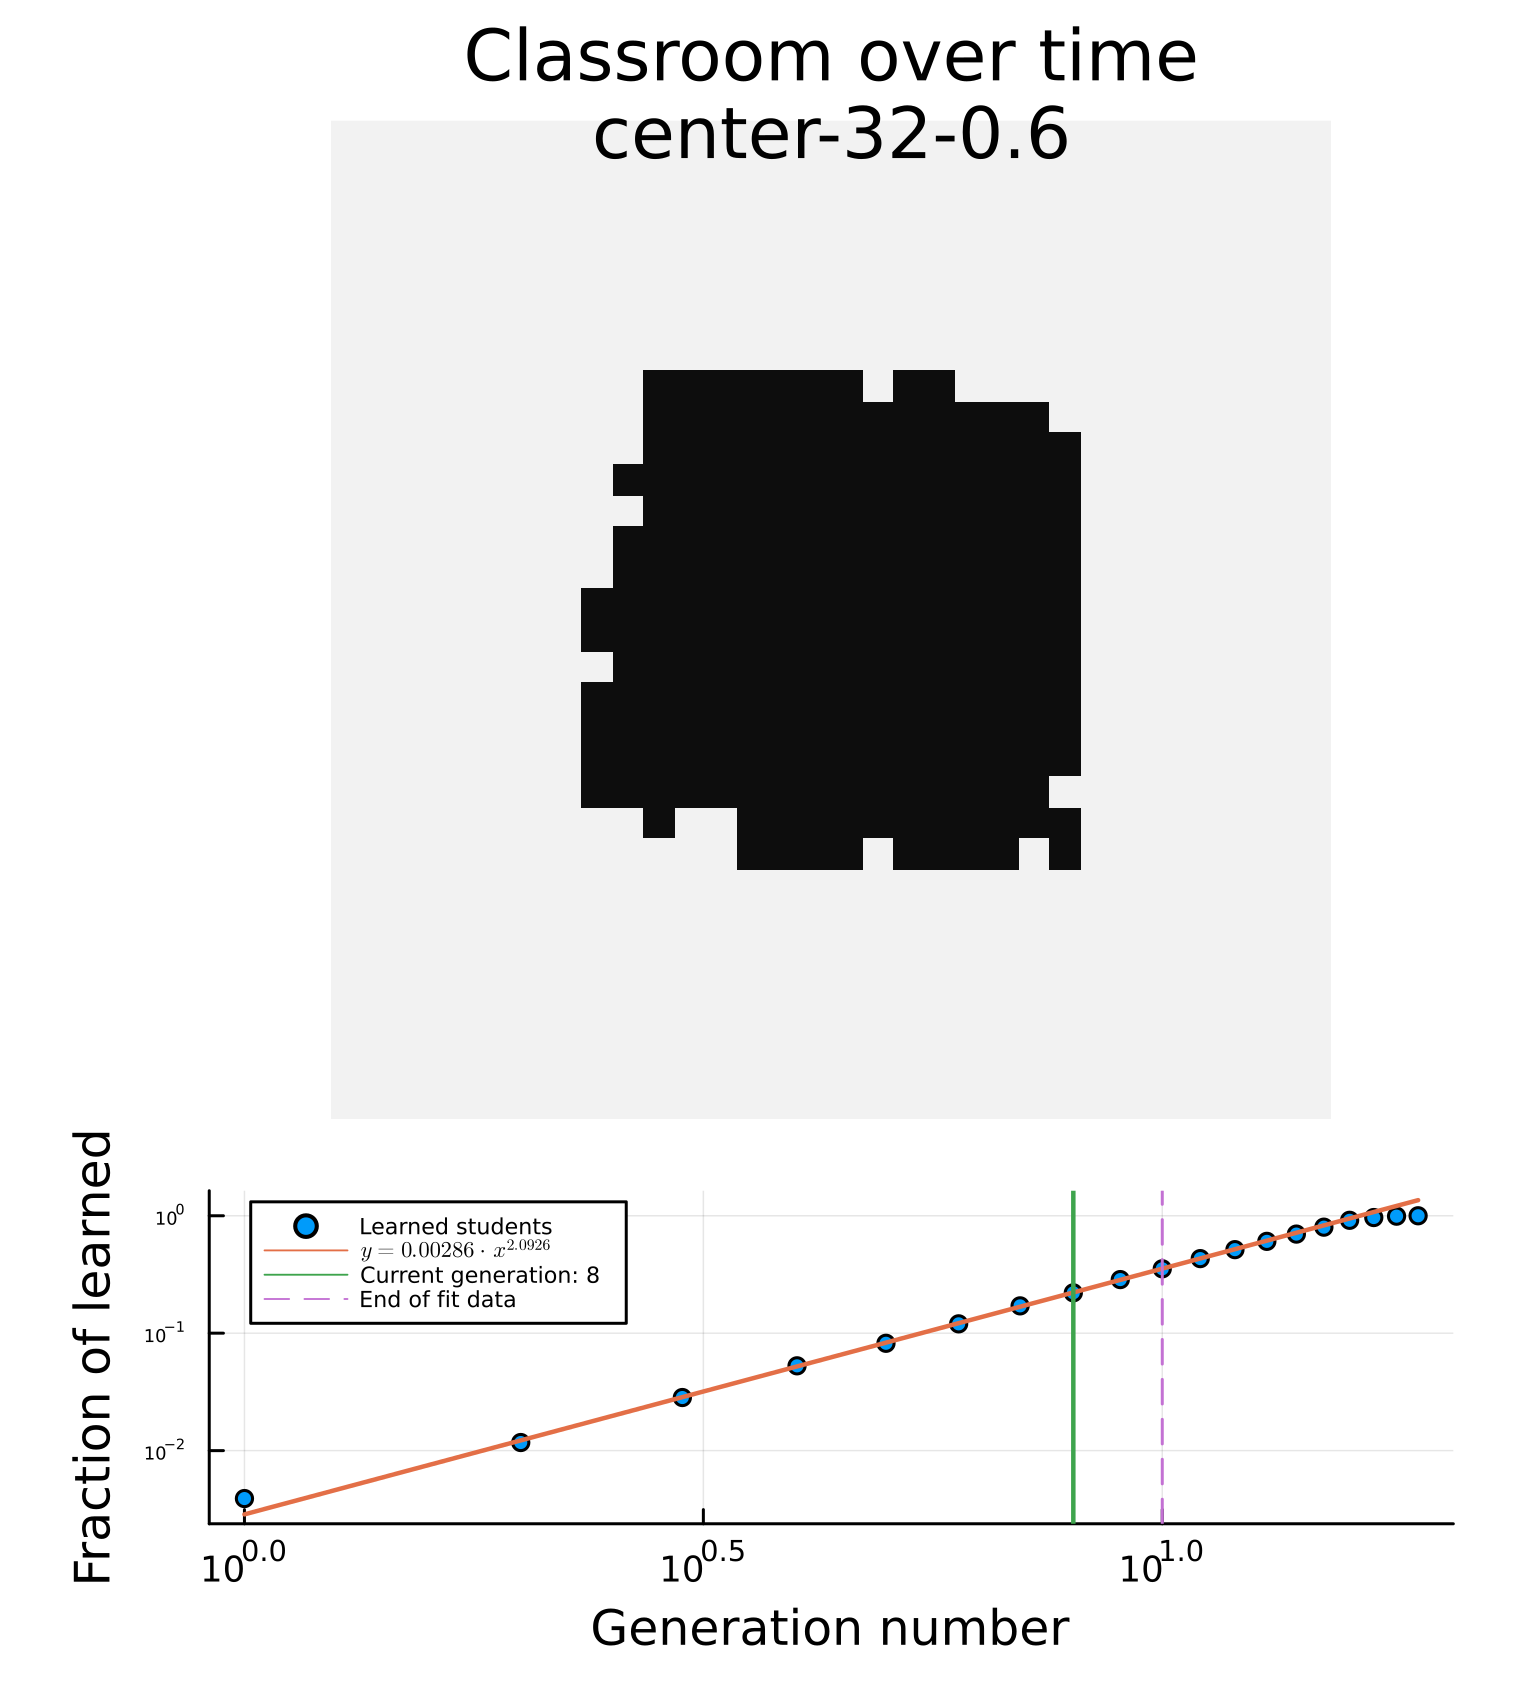 Classroom over time
center-32-0.6
Fraction of learned
10⁰
10⁻¹
10⁻²
Learned students
y = 0.00286 · x^2.0926
Current generation: 8
End of fit data
10^0.0
10^0.5
10^1.0
Generation number